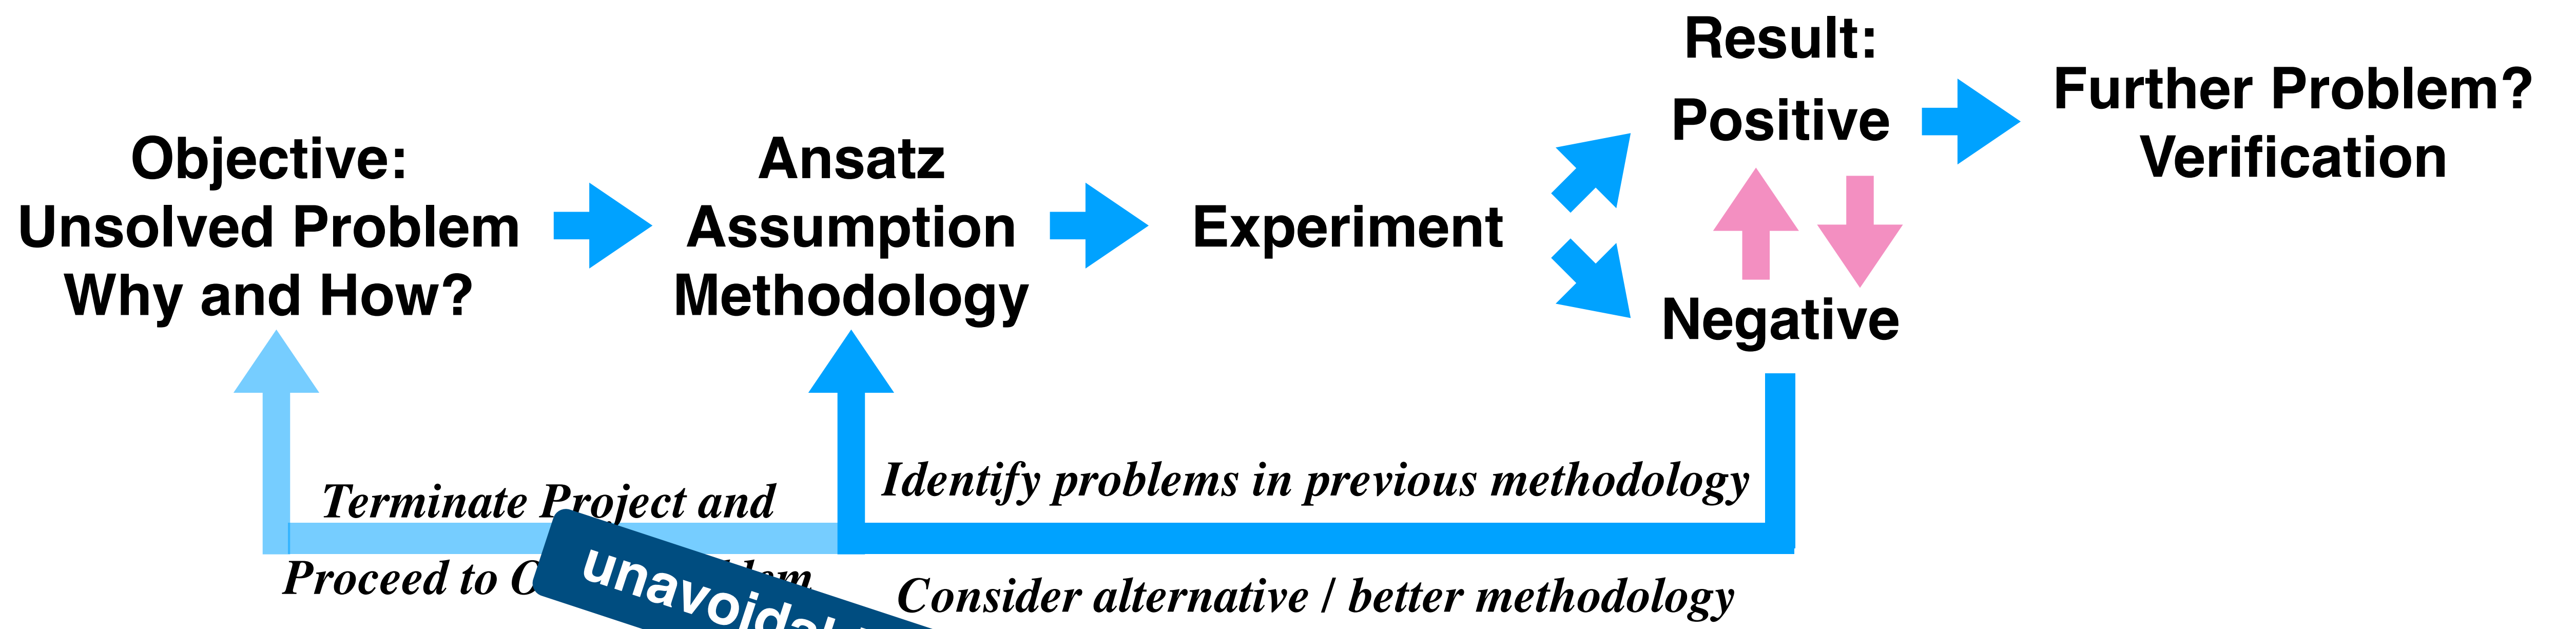 Objective:
Unsolved Problem
Why and How?
Ansatz
Assumption
Methodology
Experiment
Result:
Positive
Negative
Further Problem?
Verification
Terminate Project and
Proceed to
Identify problems in previous methodology
Consider alternative / better methodology